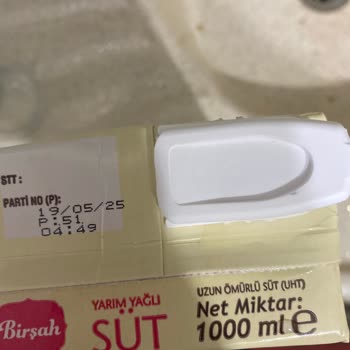 STT :
PARTİ NO (P):
19/05/25
P:51
04:49
Birşah
YARIM YAĞLI
SÜT
UZUN ÖMÜRLÜ SÜT (UHT)
Net Miktar:
1000 ml e